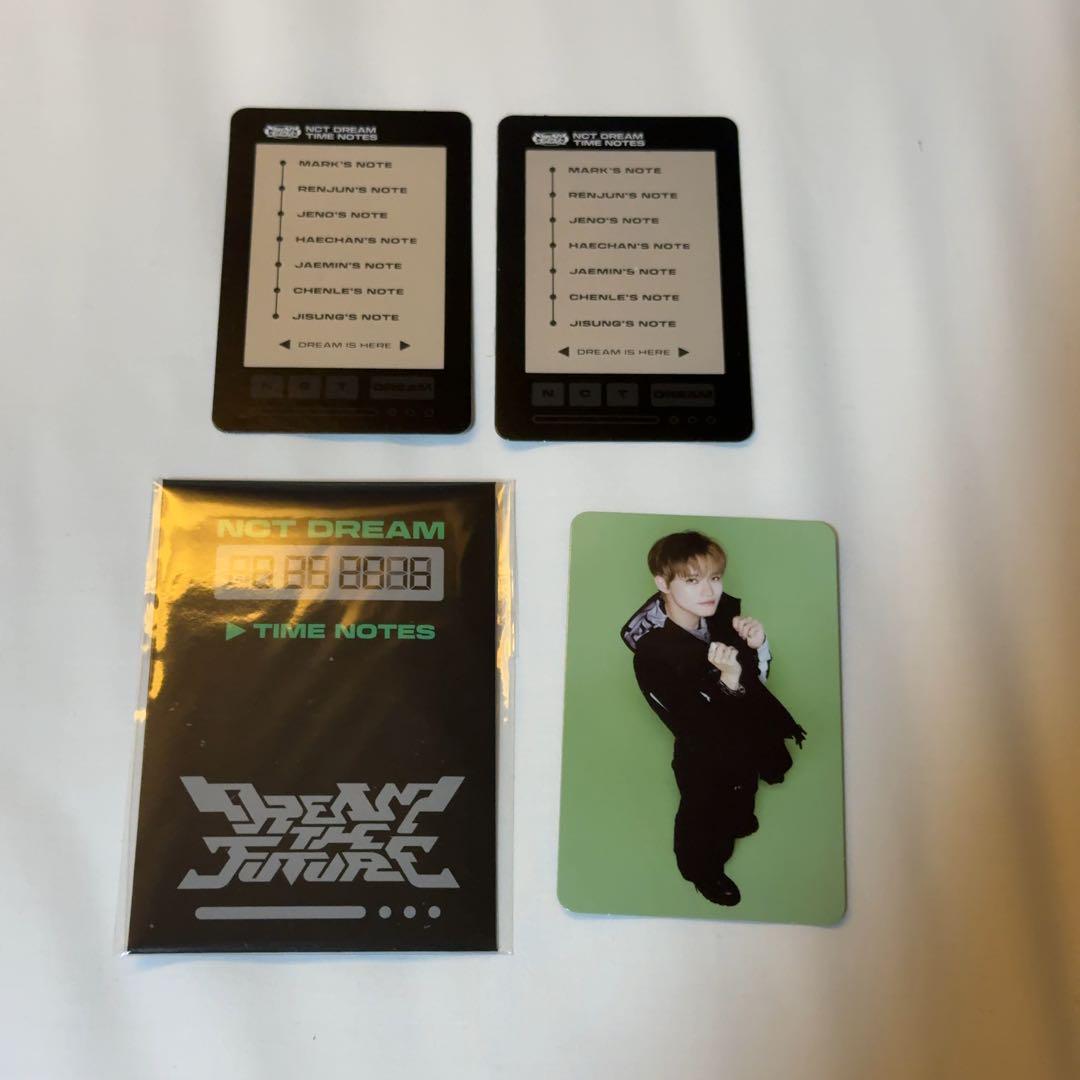 NCT DREAM
TIME NOTES
MARK'S NOTE
RENJUN'S NOTE
JENO'S NOTE
HAECHAN'S NOTE
JAEMIN'S NOTE
CHENLE'S NOTE
JISUNG'S NOTE
◀ DREAM IS HERE ▶
N C T DREAM
NCT DREAM
TIME NOTES
MARK'S NOTE
RENJUN'S NOTE
JENO'S NOTE
HAECHAN'S NOTE
JAEMIN'S NOTE
CHENLE'S NOTE
JISUNG'S NOTE
◀ DREAM IS HERE ▶
N C T DREAM
NCT DREAM
▶ TIME NOTES
DREAM
THE
FUTURE